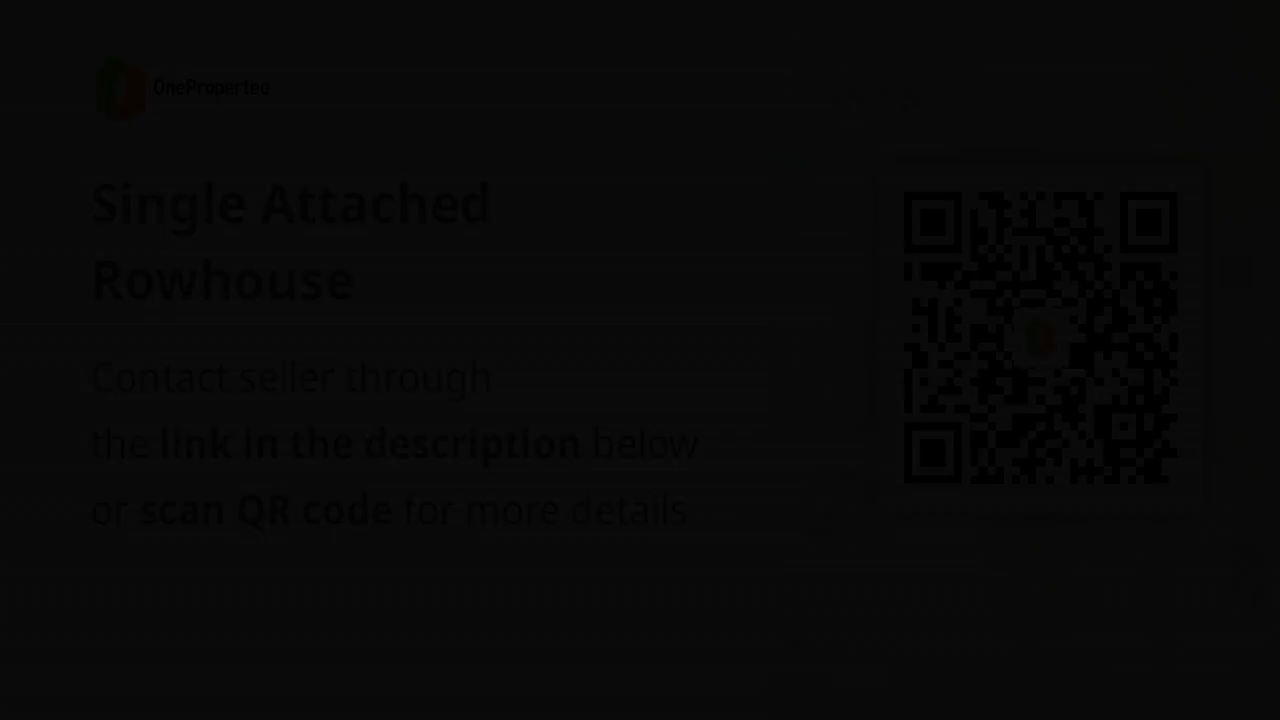 OnePropertee
Single Attached
Rowhouse
Contact seller through
the link in the description below
or scan QR code for more details